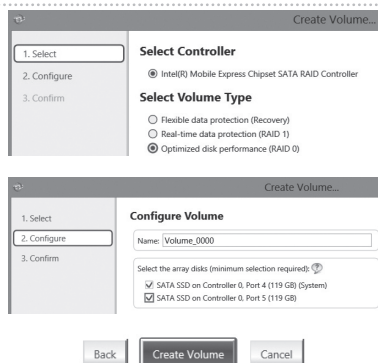 Create Volume...
1. Select
2. Configure
3. Confirm
Select Controller
Intel(R) Mobile Express Chipset SATA RAID Controller
Select Volume Type
Flexible data protection (Recovery)
Real-time data protection (RAID 1)
Optimized disk performance (RAID 0)
Create Volume...
1. Select
2. Configure
3. Confirm
Configure Volume
Name: Volume_0000
Select the array disks (minimum selection required):
SATA SSD on Controller 0, Port 4 (119 GB) (System)
SATA SSD on Controller 0, Port 5 (119 GB)
Back
Create Volume
Cancel